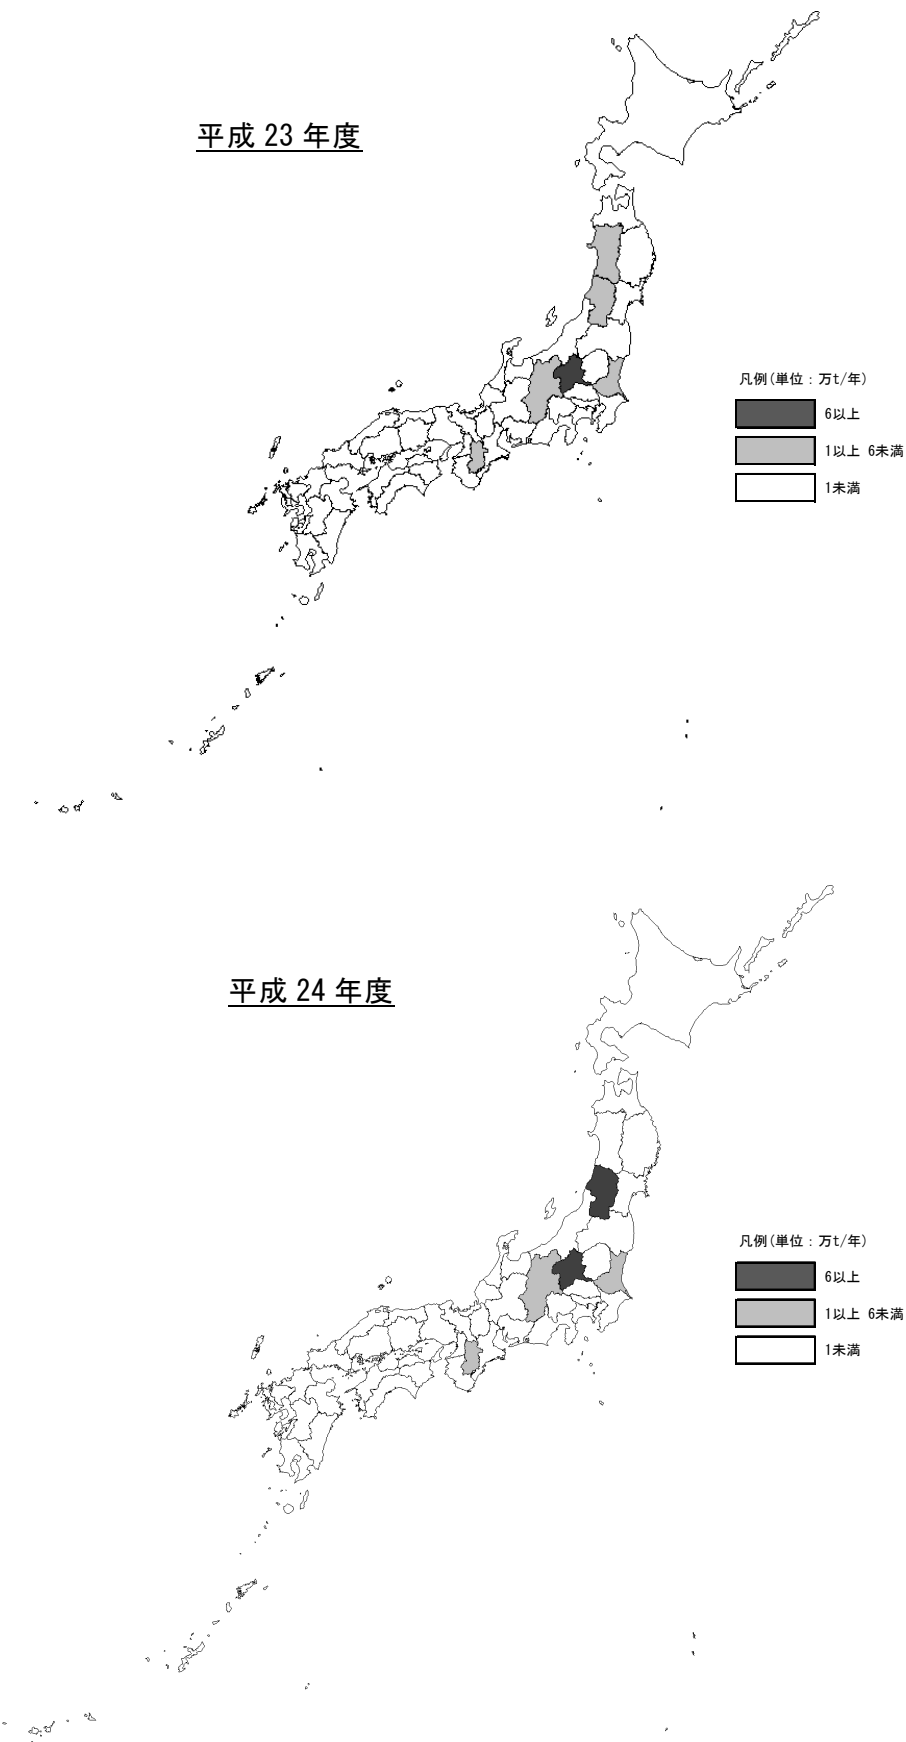 平成 23 年度
凡例(単位：万t/年)
6以上
1以上 6未満
1未満
平成 24 年度
凡例(単位：万t/年)
6以上
1以上 6未満
1未満